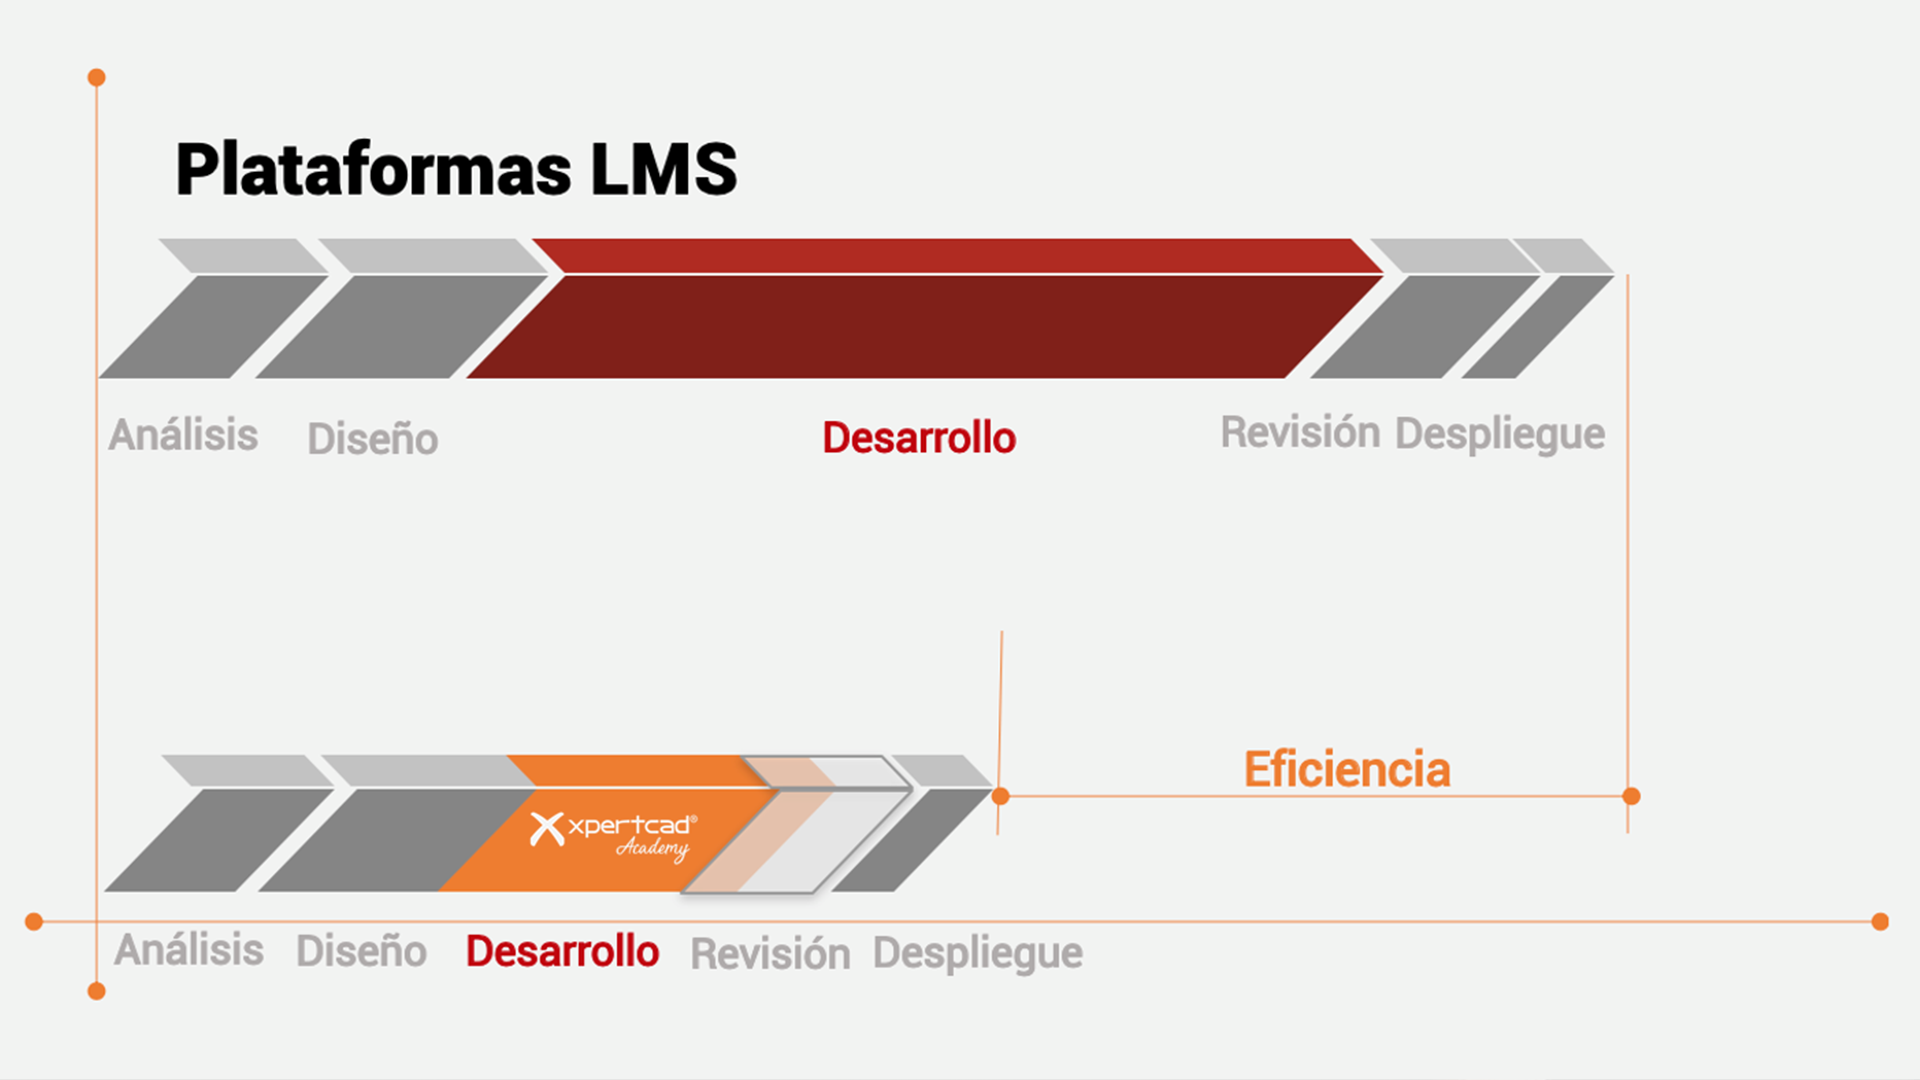 Plataformas LMS
Análisis
Diseño
Desarrollo
Revisión
Despliegue
Eficiencia
xpertcad®
Academy
Análisis
Diseño
Desarrollo
Revisión
Despliegue